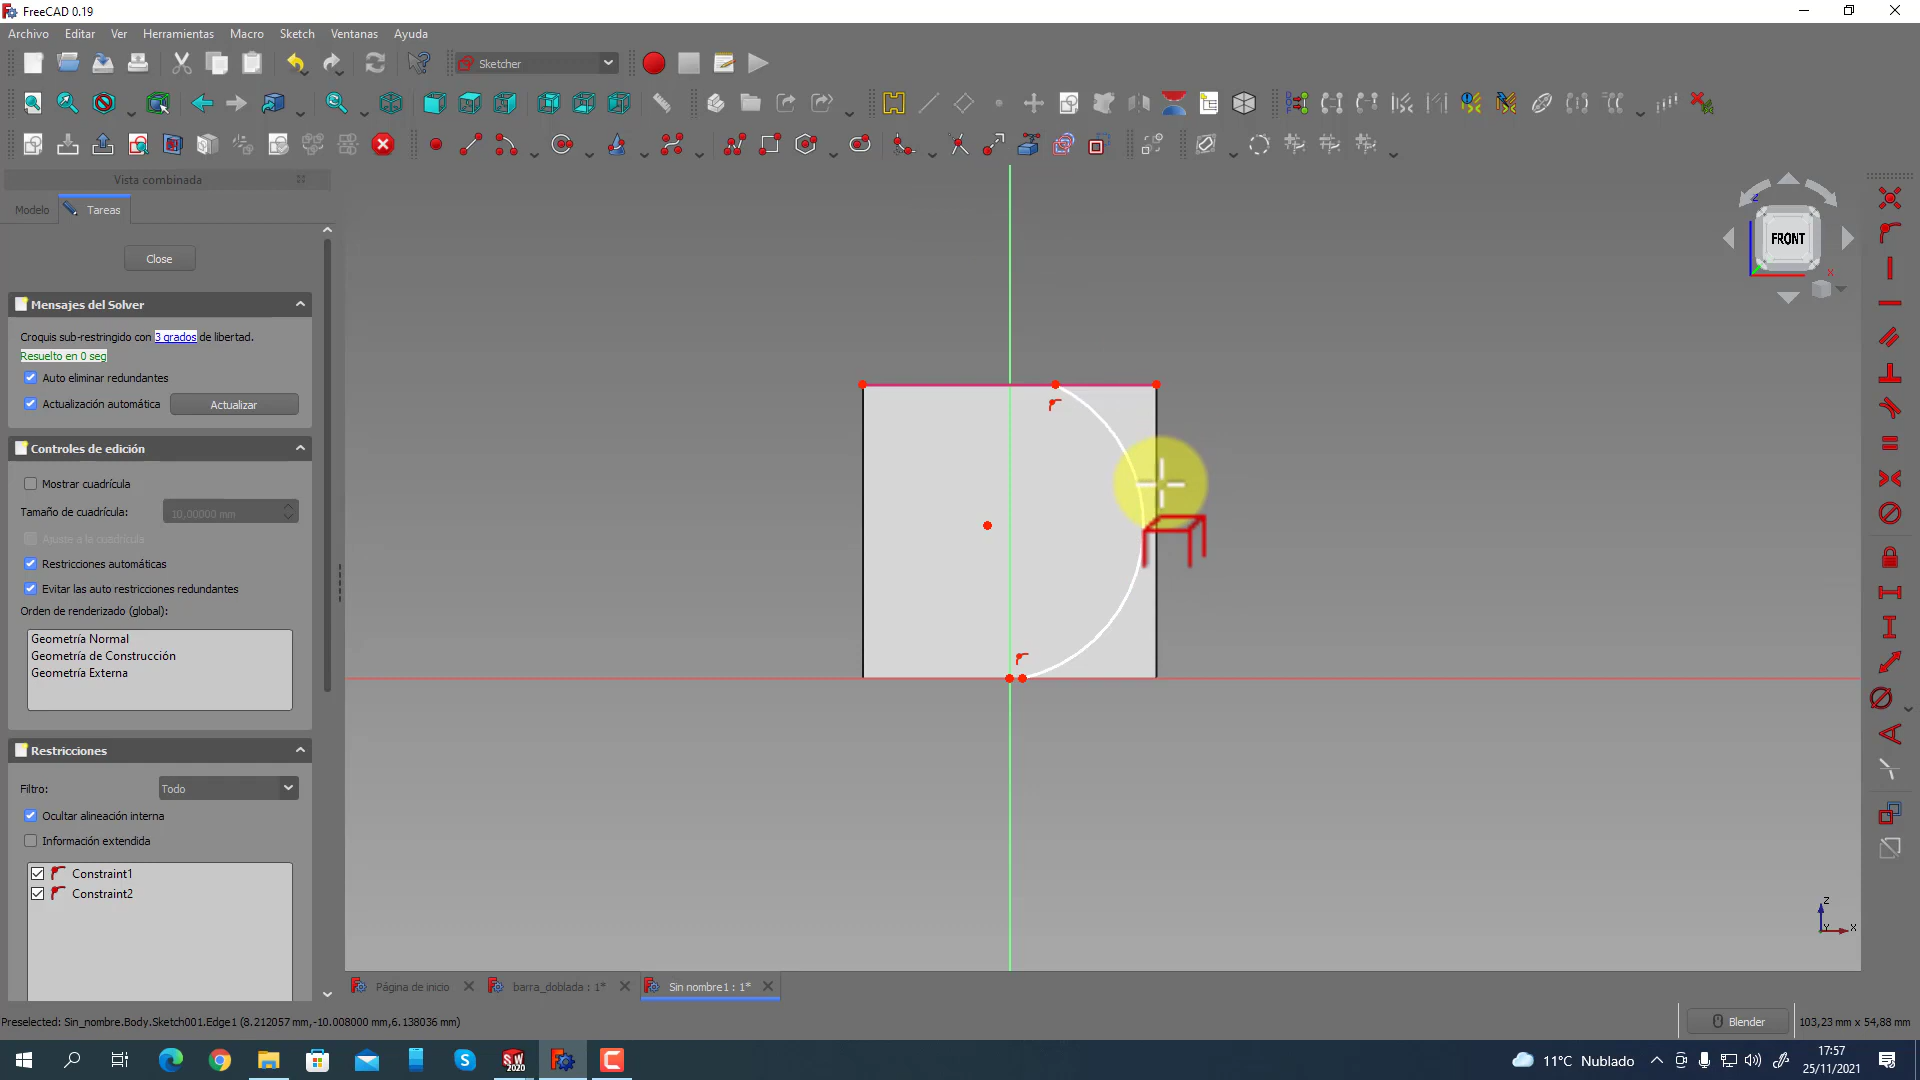 FreeCAD 0.19
Archivo Editar Ver Herramientas Macro Sketch Ventanas Ayuda
Sketcher
Vista combinada
Modelo Tareas
Close
Mensajes del Solver
Croquis sub-restringido con 3 grados de libertad.
Resuelto en 0 seg
Auto eliminar redundantes
Actualización automática Actualizar
Controles de edición
Mostrar cuadrícula
Tamaño de cuadrícula: 10,00000 mm
Ajuste a la cuadrícula
Restricciones automáticas
Evitar las auto restricciones redundantes
Orden de renderizado (global):
Geometría Normal
Geometría de Construcción
Geometría Externa
Restricciones
Filtro: Todo
Ocultar alineación interna
Información extendida
Constraint1
Constraint2
FRONT
Z
X
Z
Y
X
Página de inicio barra_doblada : 1* Sin nombre1 : 1*
Preselected: Sin_nombre.Body.Sketch001.Edge1 (8.212057 mm,-10.008000 mm,6.138036 mm)
Blender 103,23 mm x 54,88 mm
SW 2020
11°C Nublado
17:57
25/11/2021